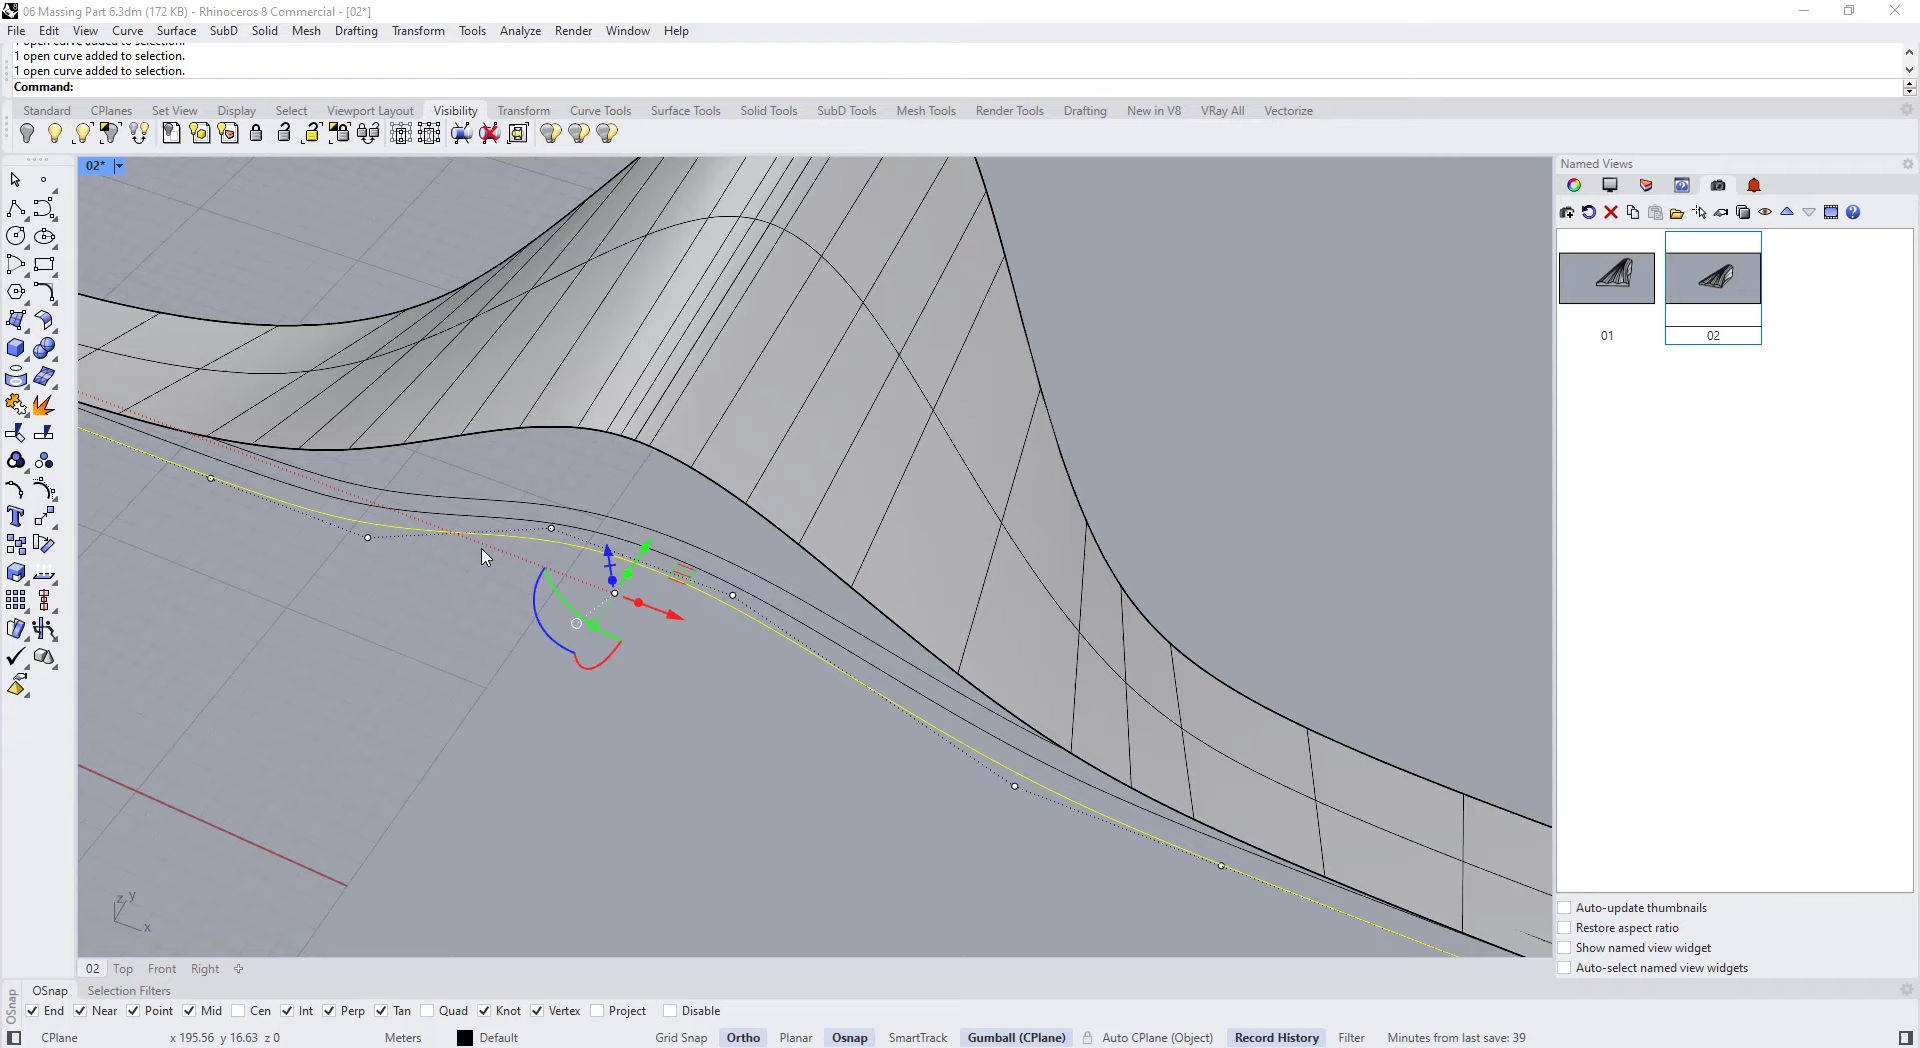 06 Massing Part 6.3dm (172 KB) - Rhinoceros 8 Commercial - [02*]
File Edit View Curve Surface SubD Solid Mesh Drafting Transform Tools Analyze Render Window Help
1 open curve added to selection.
1 open curve added to selection.
1 open curve added to selection.
Command:
Standard CPlanes Set View Display Select Viewport Layout Visibility Transform Curve Tools Surface Tools Solid Tools SubD Tools Mesh Tools Render Tools Drafting New in V8 VRay All Vectorize
02*
Named Views
01 02
z y
x
Auto-update thumbnails
Restore aspect ratio
Show named view widget
Auto-select named view widgets
02 Top Front Right
OSnap Selection Filters
OSnap
End Near Point Mid Cen Int Perp Tan Quad Knot Vertex Project Disable
CPlane x 195.56 y 16.63 z 0 Meters Default Grid Snap Ortho Planar Osnap SmartTrack Gumball (CPlane) Auto CPlane (Object) Record History Filter Minutes from last save: 39